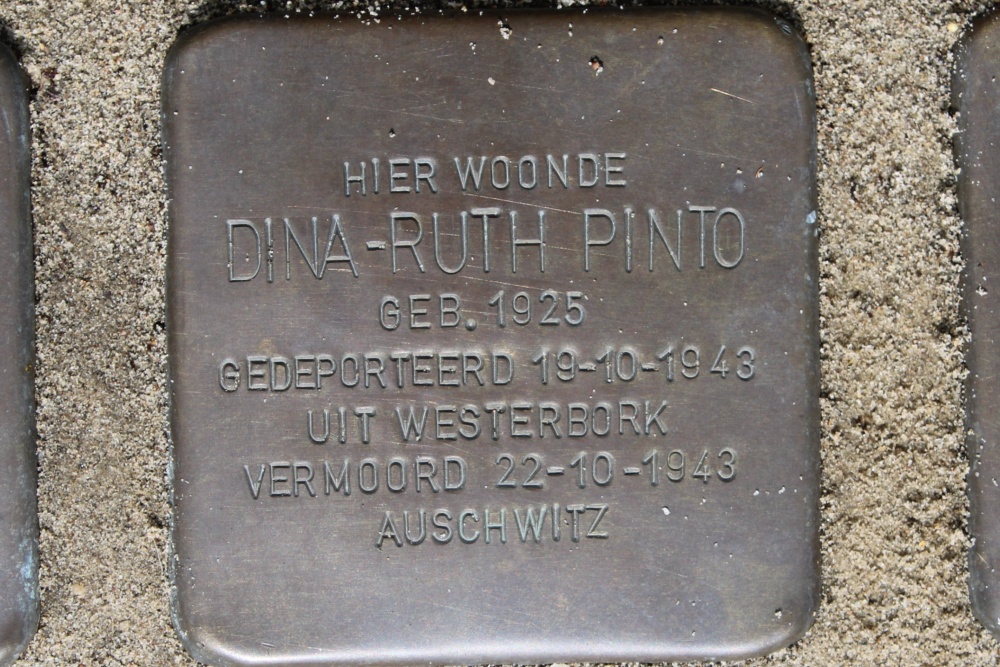 HIER WOONDE
DINA-RUTH PINTO
GEB. 1925
GEDEPORTEERD 19-10-1943
UIT WESTERBORK
VERMOORD 22-10-1943
AUSCHWITZ